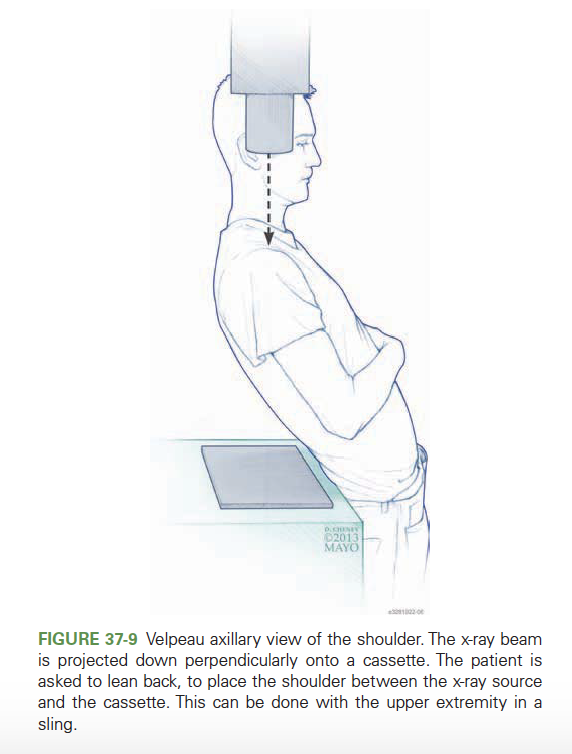 D. CHENEY
©2013
MAYO
FIGURE 37-9 Velpeau axillary view of the shoulder. The x-ray beam
is projected down perpendicularly onto a cassette. The patient is
asked to lean back, to place the shoulder between the x-ray source
and the cassette. This can be done with the upper extremity in a
sling.